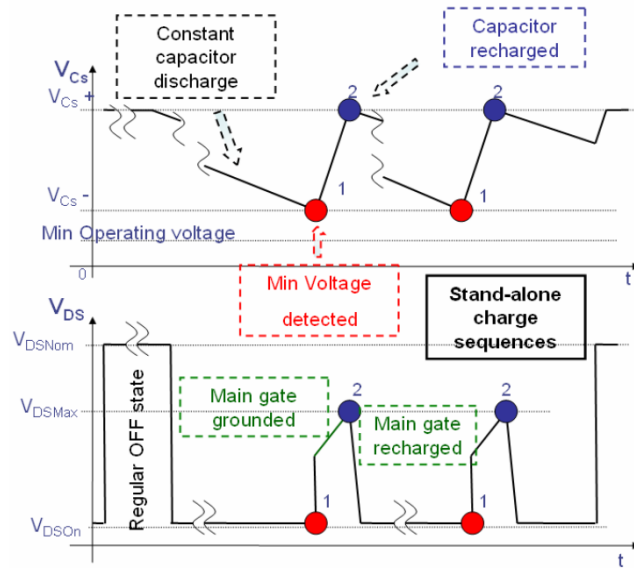 Constant
capacitor
discharge
Capacitor
recharged
VCs
VCs +
2
2
1
1
VCs -
Min Operating voltage
0
t
Min Voltage
detected
Stand-alone
charge
sequences
VDS
VDSNom
Regular OFF state
Main gate
grounded
2
2
VDSMax
Main gate
recharged
1
1
VDSOn
t